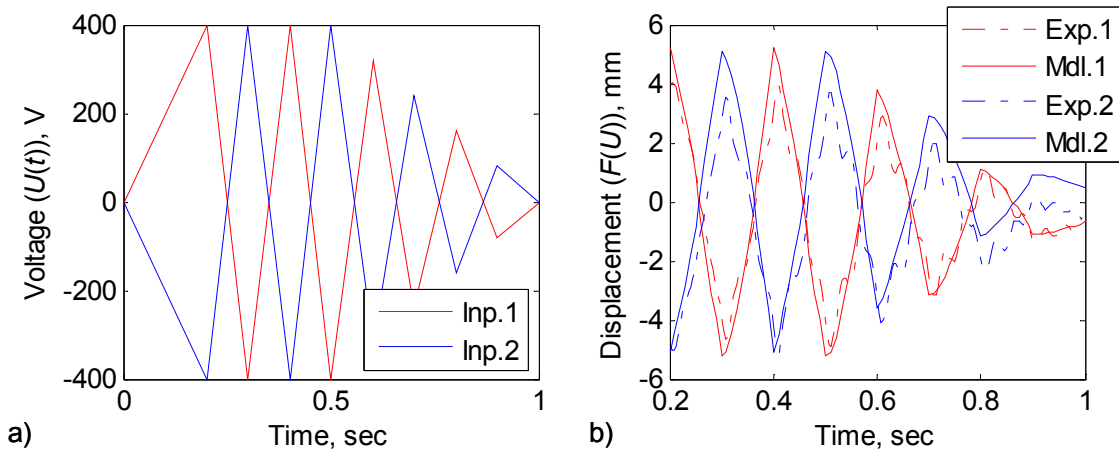 400
200
0
-200
-400
Voltage (U(t)), V
0
0.5
1
Time, sec
Inp.1
Inp.2
a)
6
4
2
0
-2
-4
-6
Displacement (F(U)), mm
0.2
0.4
0.6
0.8
1
Time, sec
Exp.1
Mdl.1
Exp.2
Mdl.2
b)